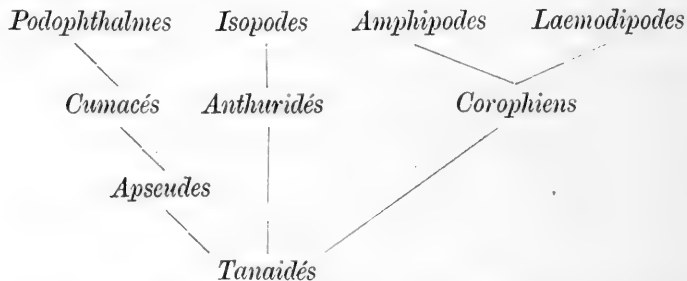 Podophthalmes Isopodes Amphipodes Laemodipodes
Cumacés Anthuridés Corophiens
Apseudes
Tanaidés